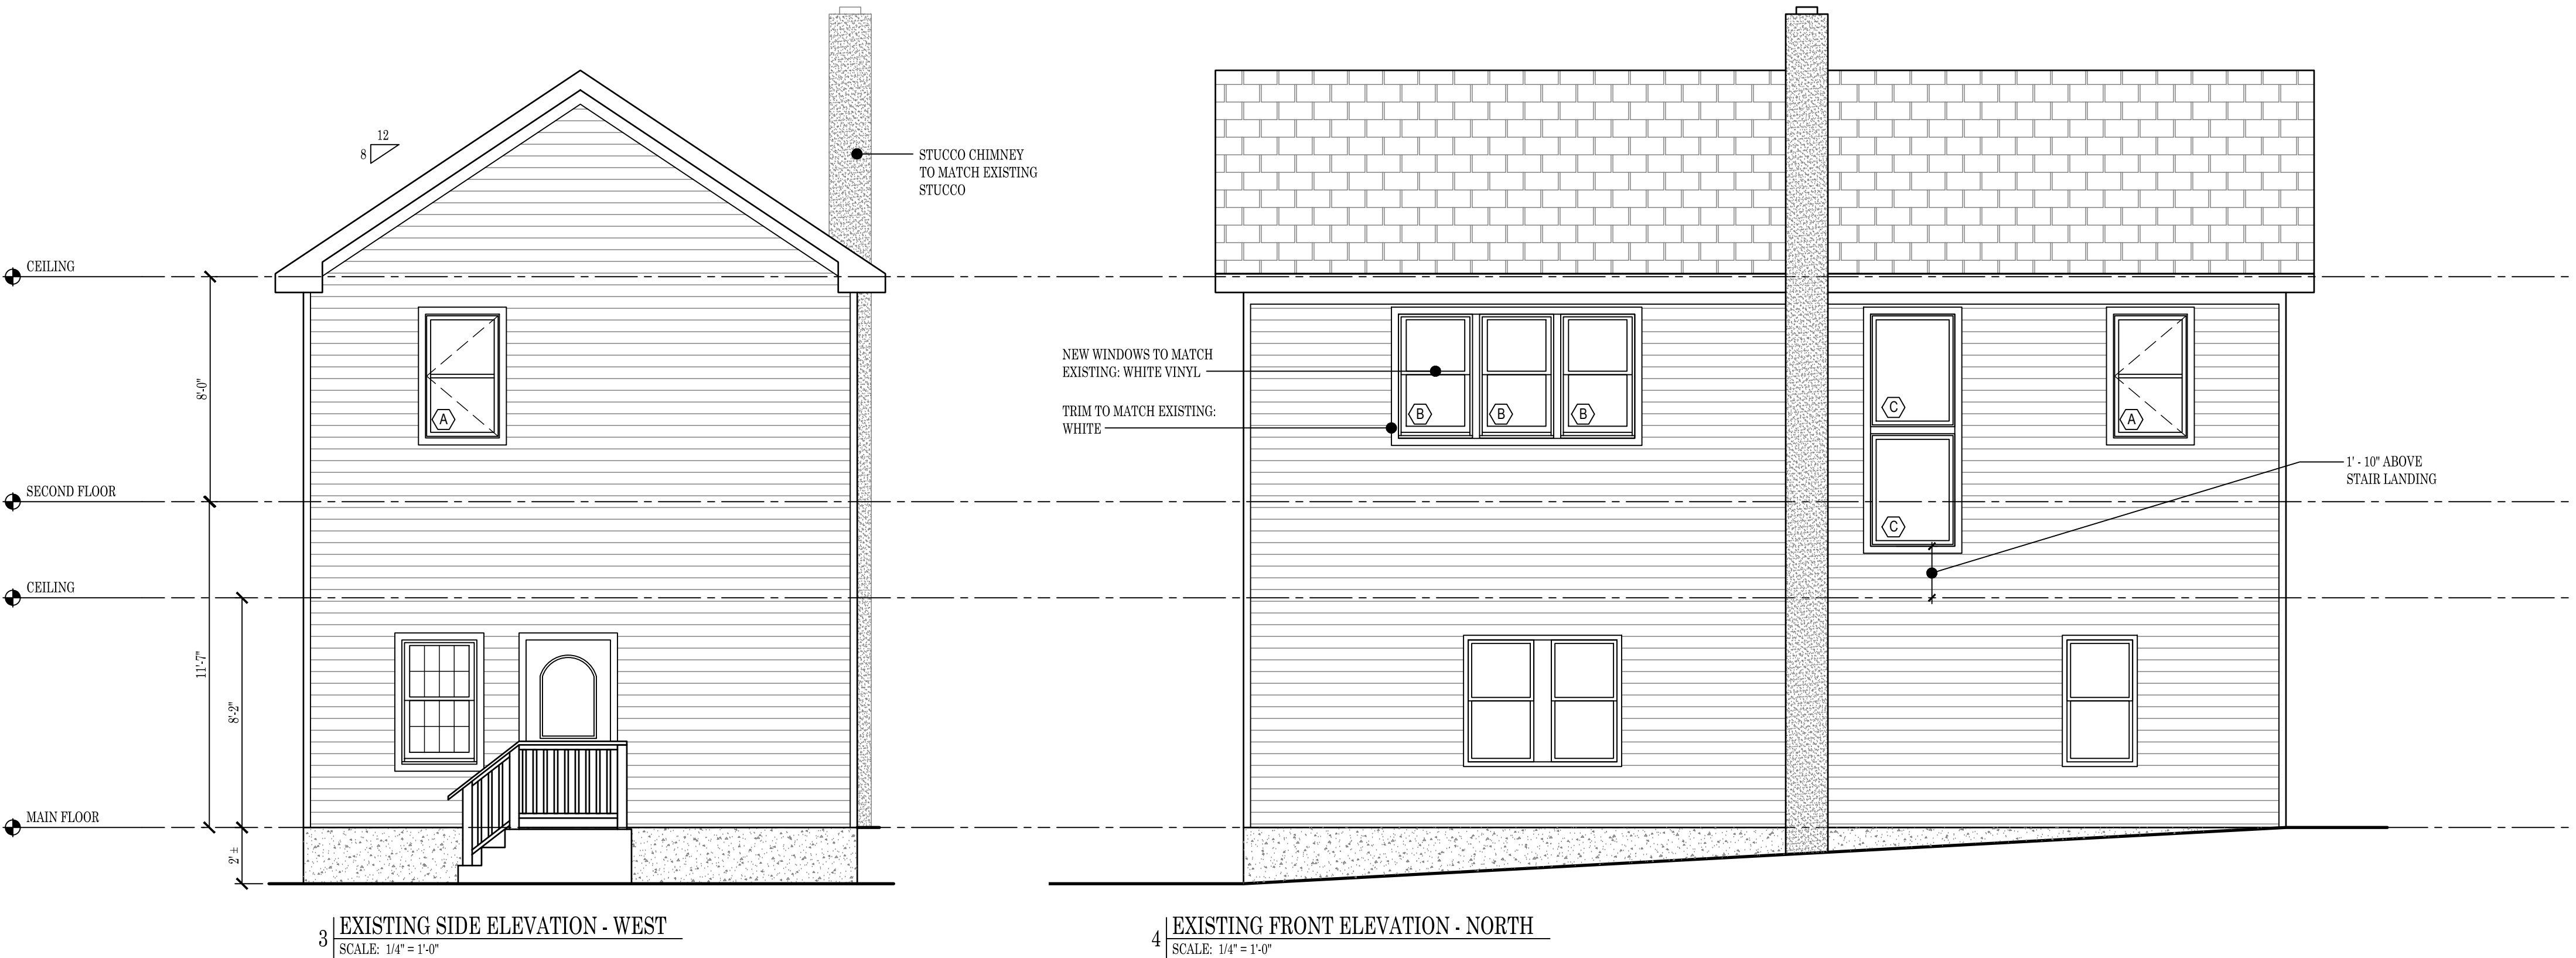 12
8
STUCCO CHIMNEY
TO MATCH EXISTING
STUCCO
CEILING
SECOND FLOOR
CEILING
MAIN FLOOR
8'-0"
11'-7"
8'-2"
2' ±
A
3
EXISTING SIDE ELEVATION - WEST
SCALE: 1/4" = 1'-0"
NEW WINDOWS TO MATCH
EXISTING: WHITE VINYL
TRIM TO MATCH EXISTING:
WHITE
B
B
B
C
C
A
1' - 10" ABOVE
STAIR LANDING
4
EXISTING FRONT ELEVATION - NORTH
SCALE: 1/4" = 1'-0"